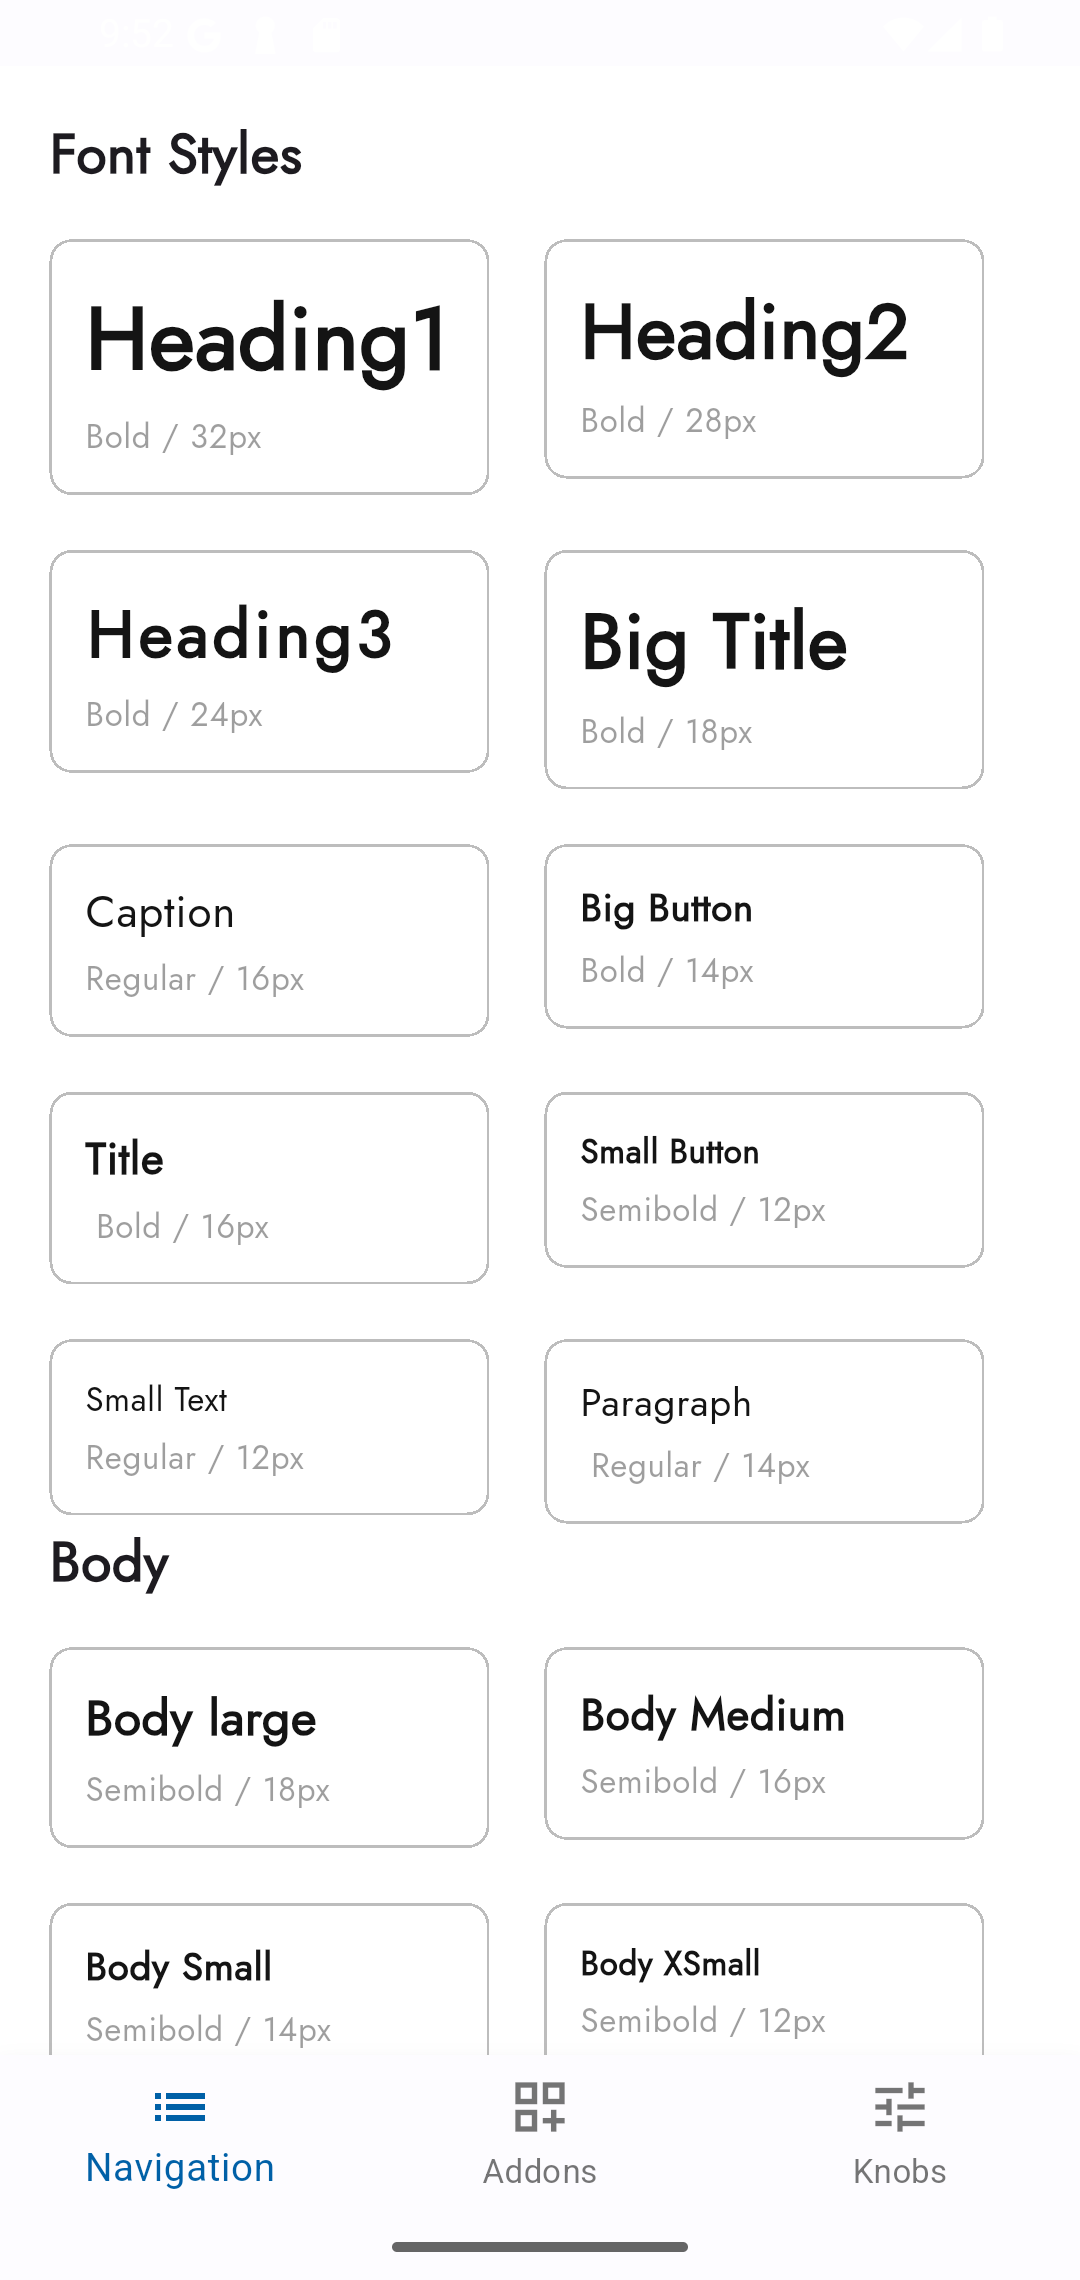 9:52
Font Styles
Heading1
Bold / 32px
Heading2
Bold / 28px
Heading3
Bold / 24px
Big Title
Bold / 18px
Caption
Regular / 16px
Big Button
Bold / 14px
Title
Bold / 16px
Small Button
Semibold / 12px
Small Text
Regular / 12px
Paragraph
Regular / 14px
Body
Body large
Semibold / 18px
Body Medium
Semibold / 16px
Body Small
Semibold / 14px
Body XSmall
Semibold / 12px
Navigation
Addons
Knobs